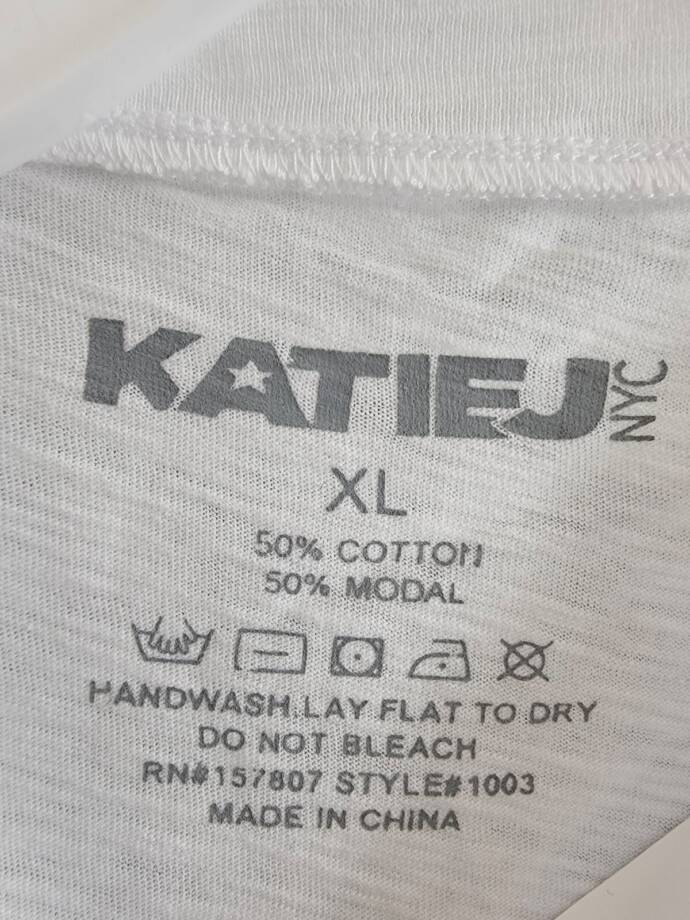 KATIEJ NYC
XL
50% COTTON
50% MODAL
HANDWASH.LAY FLAT TO DRY
DO NOT BLEACH
RN#157807 STYLE#1003
MADE IN CHINA